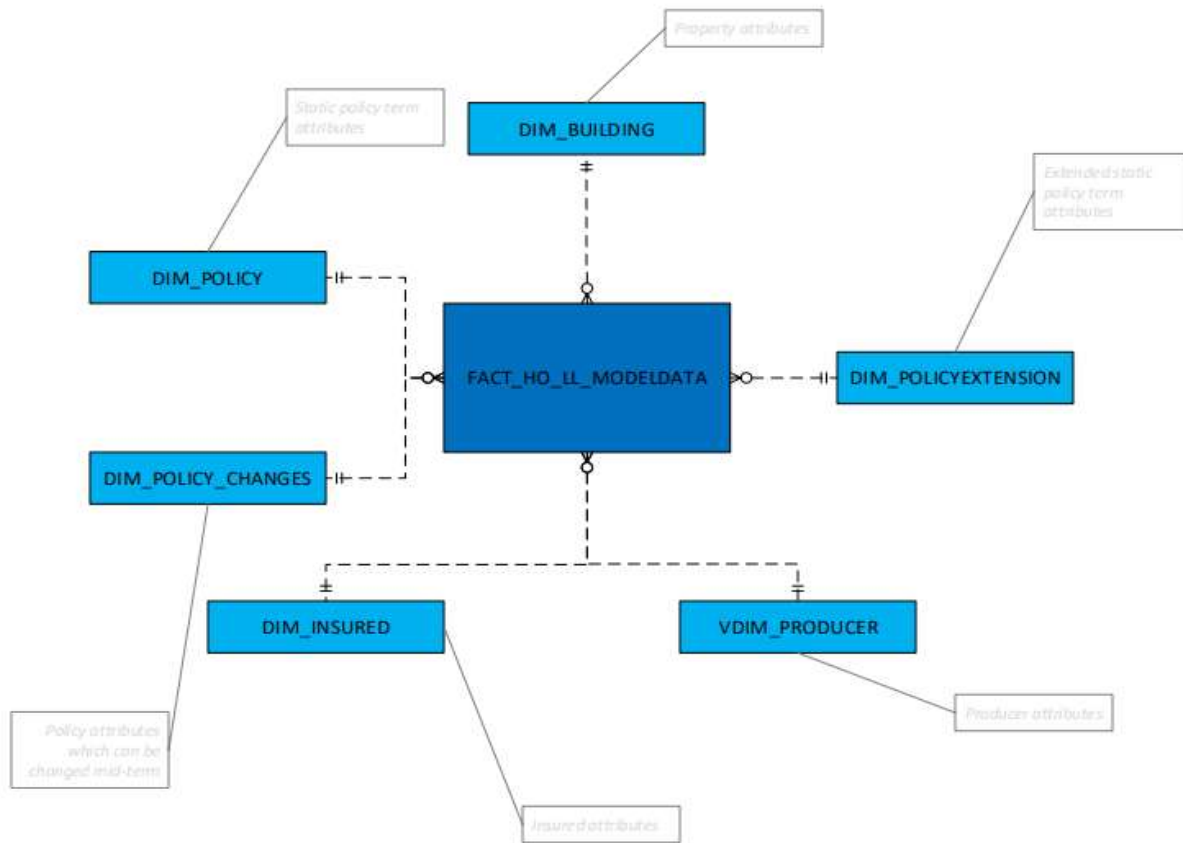 Property attributes
Static policy term
attributes
DIM_BUILDING
Extended static
policy term
attributes
DIM_POLICY
FACT_HO_LL_MODELDATA
DIM_POLICYEXTENSION
DIM_POLICY_CHANGES
DIM_INSURED
VDIM_PRODUCER
Policy attributes
which can be
changed mid-term
Producer attributes
Insured attributes